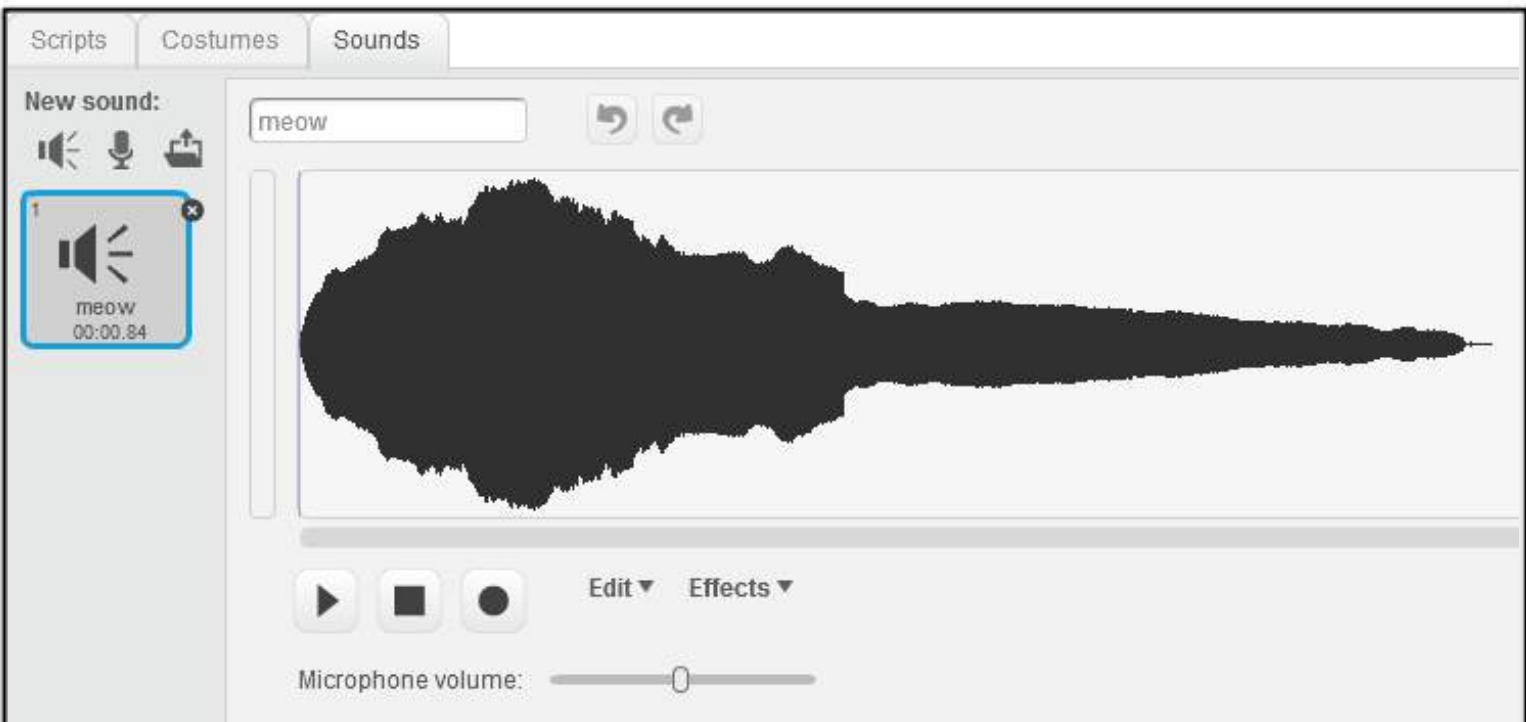 Scripts Costumes Sounds
New sound:
meow
1
meow
00:00.84
Edit Effects
Microphone volume: